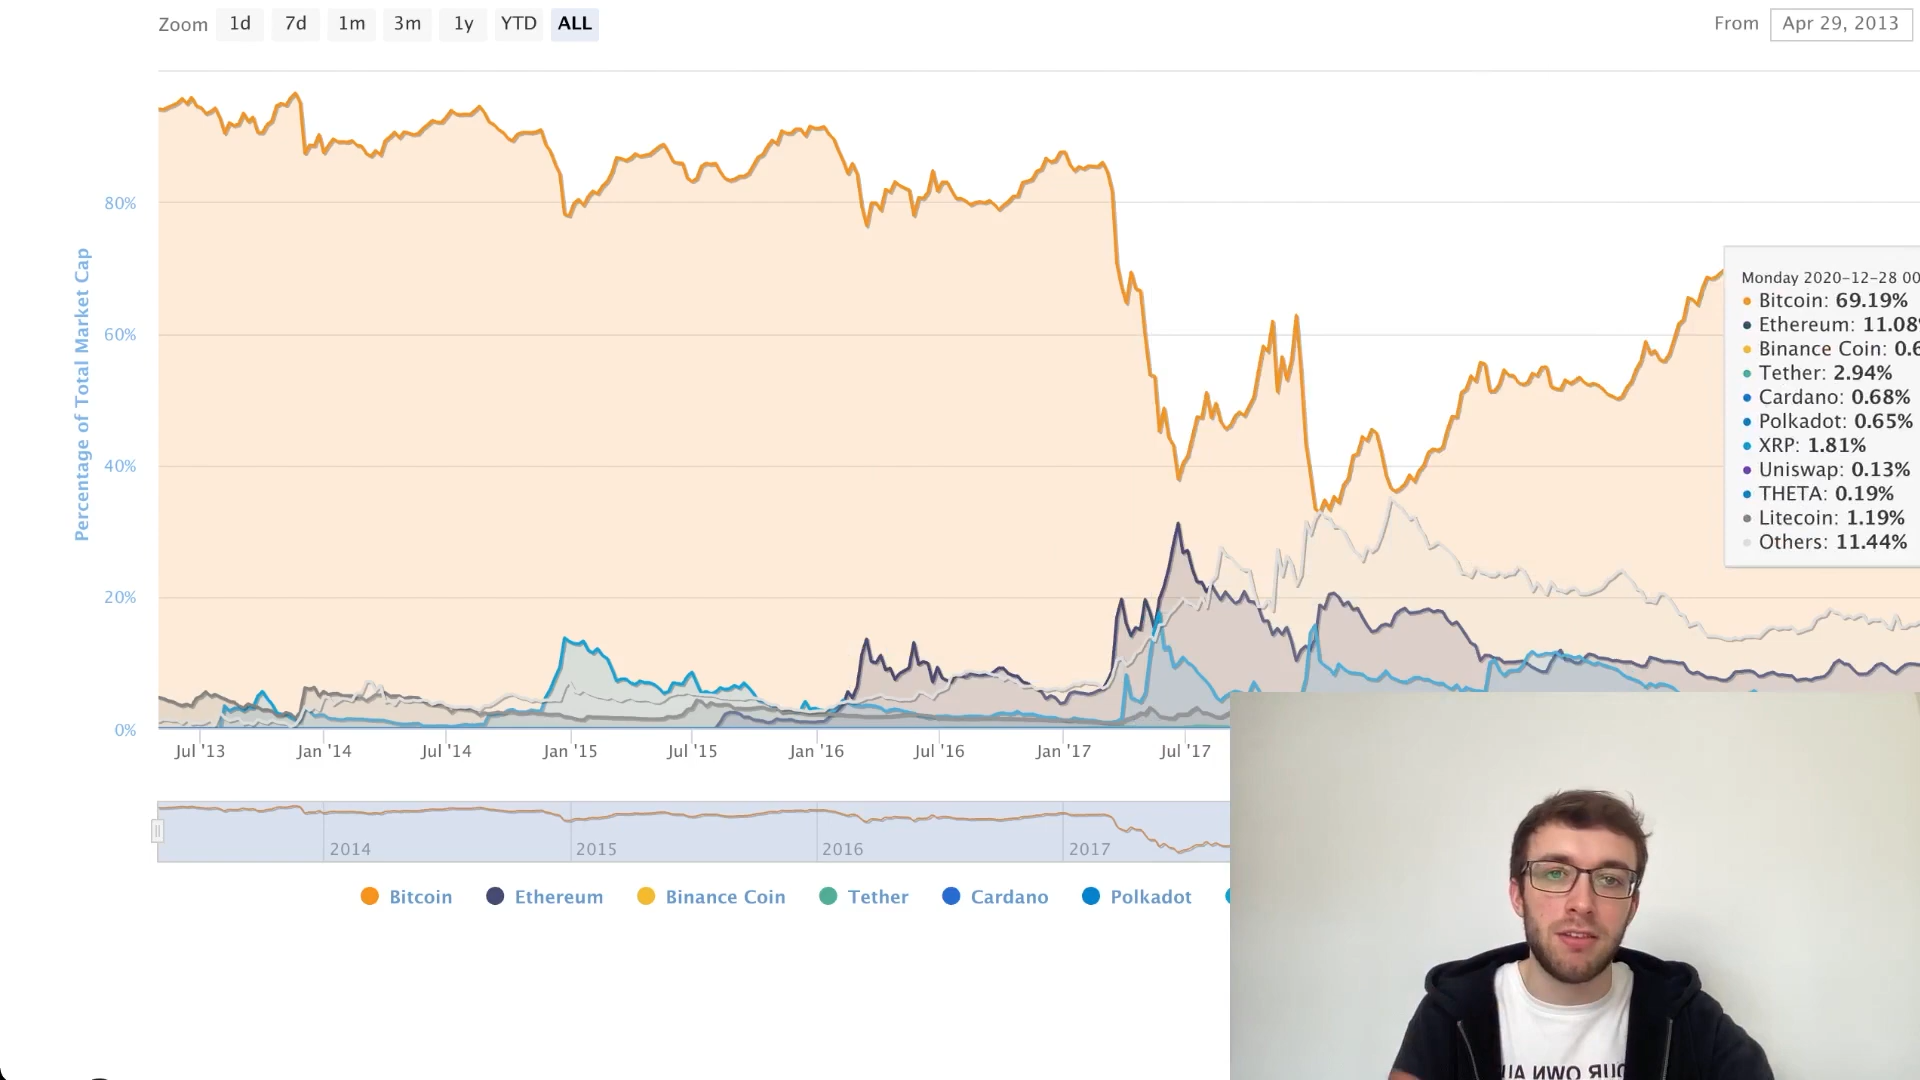 Zoom 1d 7d 1m 3m 1y YTD ALL From Apr 29, 2013
Percentage of Total Market Cap
80%
60%
40%
20%
0%
Monday 2020-12-28 00
Bitcoin: 69.19%
Ethereum: 11.08%
Binance Coin: 0.6
Tether: 2.94%
Cardano: 0.68%
Polkadot: 0.65%
XRP: 1.81%
Uniswap: 0.13%
THETA: 0.19%
Litecoin: 1.19%
Others: 11.44%
Jul '13 Jan '14 Jul '14 Jan '15 Jul '15 Jan '16 Jul '16 Jan '17 Jul '17
2014 2015 2016 2017
Bitcoin Ethereum Binance Coin Tether Cardano Polkadot